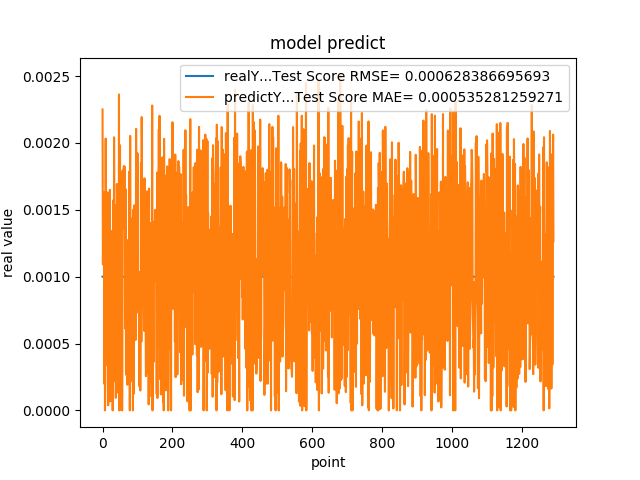 model predict
realY...Test Score RMSE= 0.000628386695693
predictY...Test Score MAE= 0.000535281259271
0.0025
0.0020
0.0015
0.0010
0.0005
0.0000
real value
0 200 400 600 800 1000 1200
point